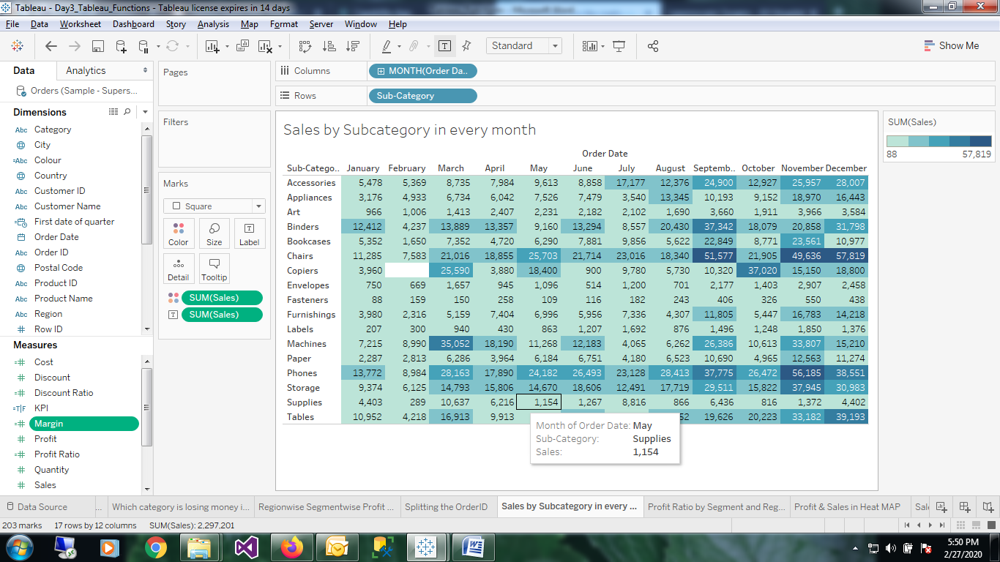 Tableau - Day3_Tableau_Functions - Tableau license expires in 14 days
File Data Worksheet Dashboard Story Analysis Map Format Server Window Help
Standard Show Me
Data Analytics Pages Columns MONTH(Order Da..
Orders (Sample - Supers... Rows Sub-Category
Dimensions
Abc Category
City
=Abc Colour
Country
Abc Customer ID
Abc Customer Name
First date of quarter
Order Date
Abc Order ID
Postal Code
Abc Product ID
Abc Product Name
Abc Region
# Row ID
Measures
=# Cost
# Discount
=# Discount Ratio
=T|F KPI
=# Margin
# Profit
=# Profit Ratio
# Quantity
# Sales
Filters
Marks
Square
Color Size Label
Detail Tooltip
SUM(Sales)
SUM(Sales)
Sales by Subcategory in every month
Order Date
Sub-Catego.. January February March April May June July August Septemb.. October November December
Accessories 5,478 5,369 8,735 7,984 9,613 8,858 17,177 12,376 24,900 12,927 25,957 28,007
Appliances 3,176 4,933 6,734 6,042 7,526 7,479 3,540 13,345 10,193 9,152 18,970 16,443
Art 966 1,006 1,413 2,407 2,231 2,182 2,102 1,690 3,660 1,911 3,966 3,584
Binders 12,412 4,237 13,889 13,357 9,160 13,294 8,557 20,430 37,342 18,079 20,858 31,798
Bookcases 5,352 1,650 7,352 4,720 6,290 7,881 9,856 5,622 22,849 8,771 23,561 10,977
Chairs 11,285 7,583 21,016 18,855 25,703 21,714 23,016 18,340 51,577 21,905 49,636 57,819
Copiers 3,960 25,590 3,880 18,400 900 9,780 5,730 10,320 37,020 15,150 18,800
Envelopes 750 669 1,657 945 1,096 514 1,200 701 2,177 1,403 2,907 2,458
Fasteners 88 159 150 258 109 116 182 243 406 326 550 438
Furnishings 3,980 2,316 5,159 7,404 6,996 5,956 7,336 4,307 11,805 5,447 16,783 14,218
Labels 207 300 940 430 863 1,207 1,692 876 1,496 1,248 1,850 1,376
Machines 7,215 8,990 35,052 18,190 11,268 12,183 4,065 6,262 26,386 10,613 33,807 15,210
Paper 2,287 2,813 6,286 3,964 6,184 6,751 4,180 6,523 10,690 4,965 12,563 11,274
Phones 13,772 8,984 28,163 17,890 24,182 26,493 23,128 28,413 37,775 26,472 56,185 38,551
Storage 9,374 6,125 14,793 15,806 14,670 18,606 12,491 17,719 29,511 15,822 37,945 30,983
Supplies 4,403 289 10,637 6,216 1,154 1,267 8,816 866 6,436 816 1,372 4,402
Tables 10,952 4,218 16,913 9,913 52 19,626 20,223 33,182 39,193
Month of Order Date: May
Sub-Category: Supplies
Sales: 1,154
SUM(Sales)
88 57,819
Data Source ... Which category is losing money i... Regionwise Segmentwise Profit ... Splitting the OrderID Sales by Subcategory in every ... Profit Ratio by Segment and Reg... Profit & Sales in Heat MAP Sal
203 marks 17 rows by 12 columns SUM(Sales): 2,297,201
5:50 PM
2/27/2020